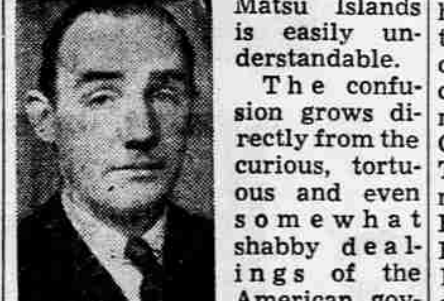 Matsu Islands
is easily un-
derstandable.
The confu-
sion grows di-
rectly from the
curious, tortu-
ous and even
somewhat
shabby deal-
ings of the
American gov-